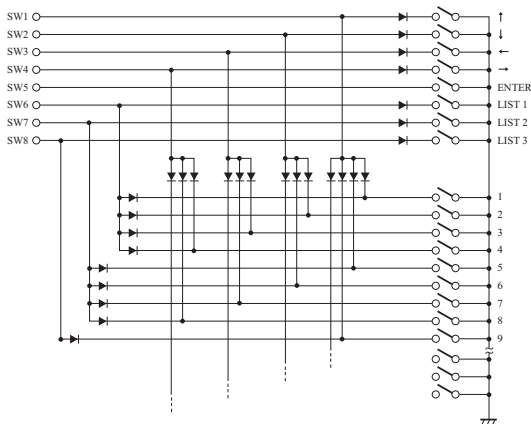 SW1 ↑
SW2 ↓
SW3 ←
SW4 →
SW5 ENTER
SW6 LIST 1
SW7 LIST 2
SW8 LIST 3
1
2
3
4
5
6
7
8
9